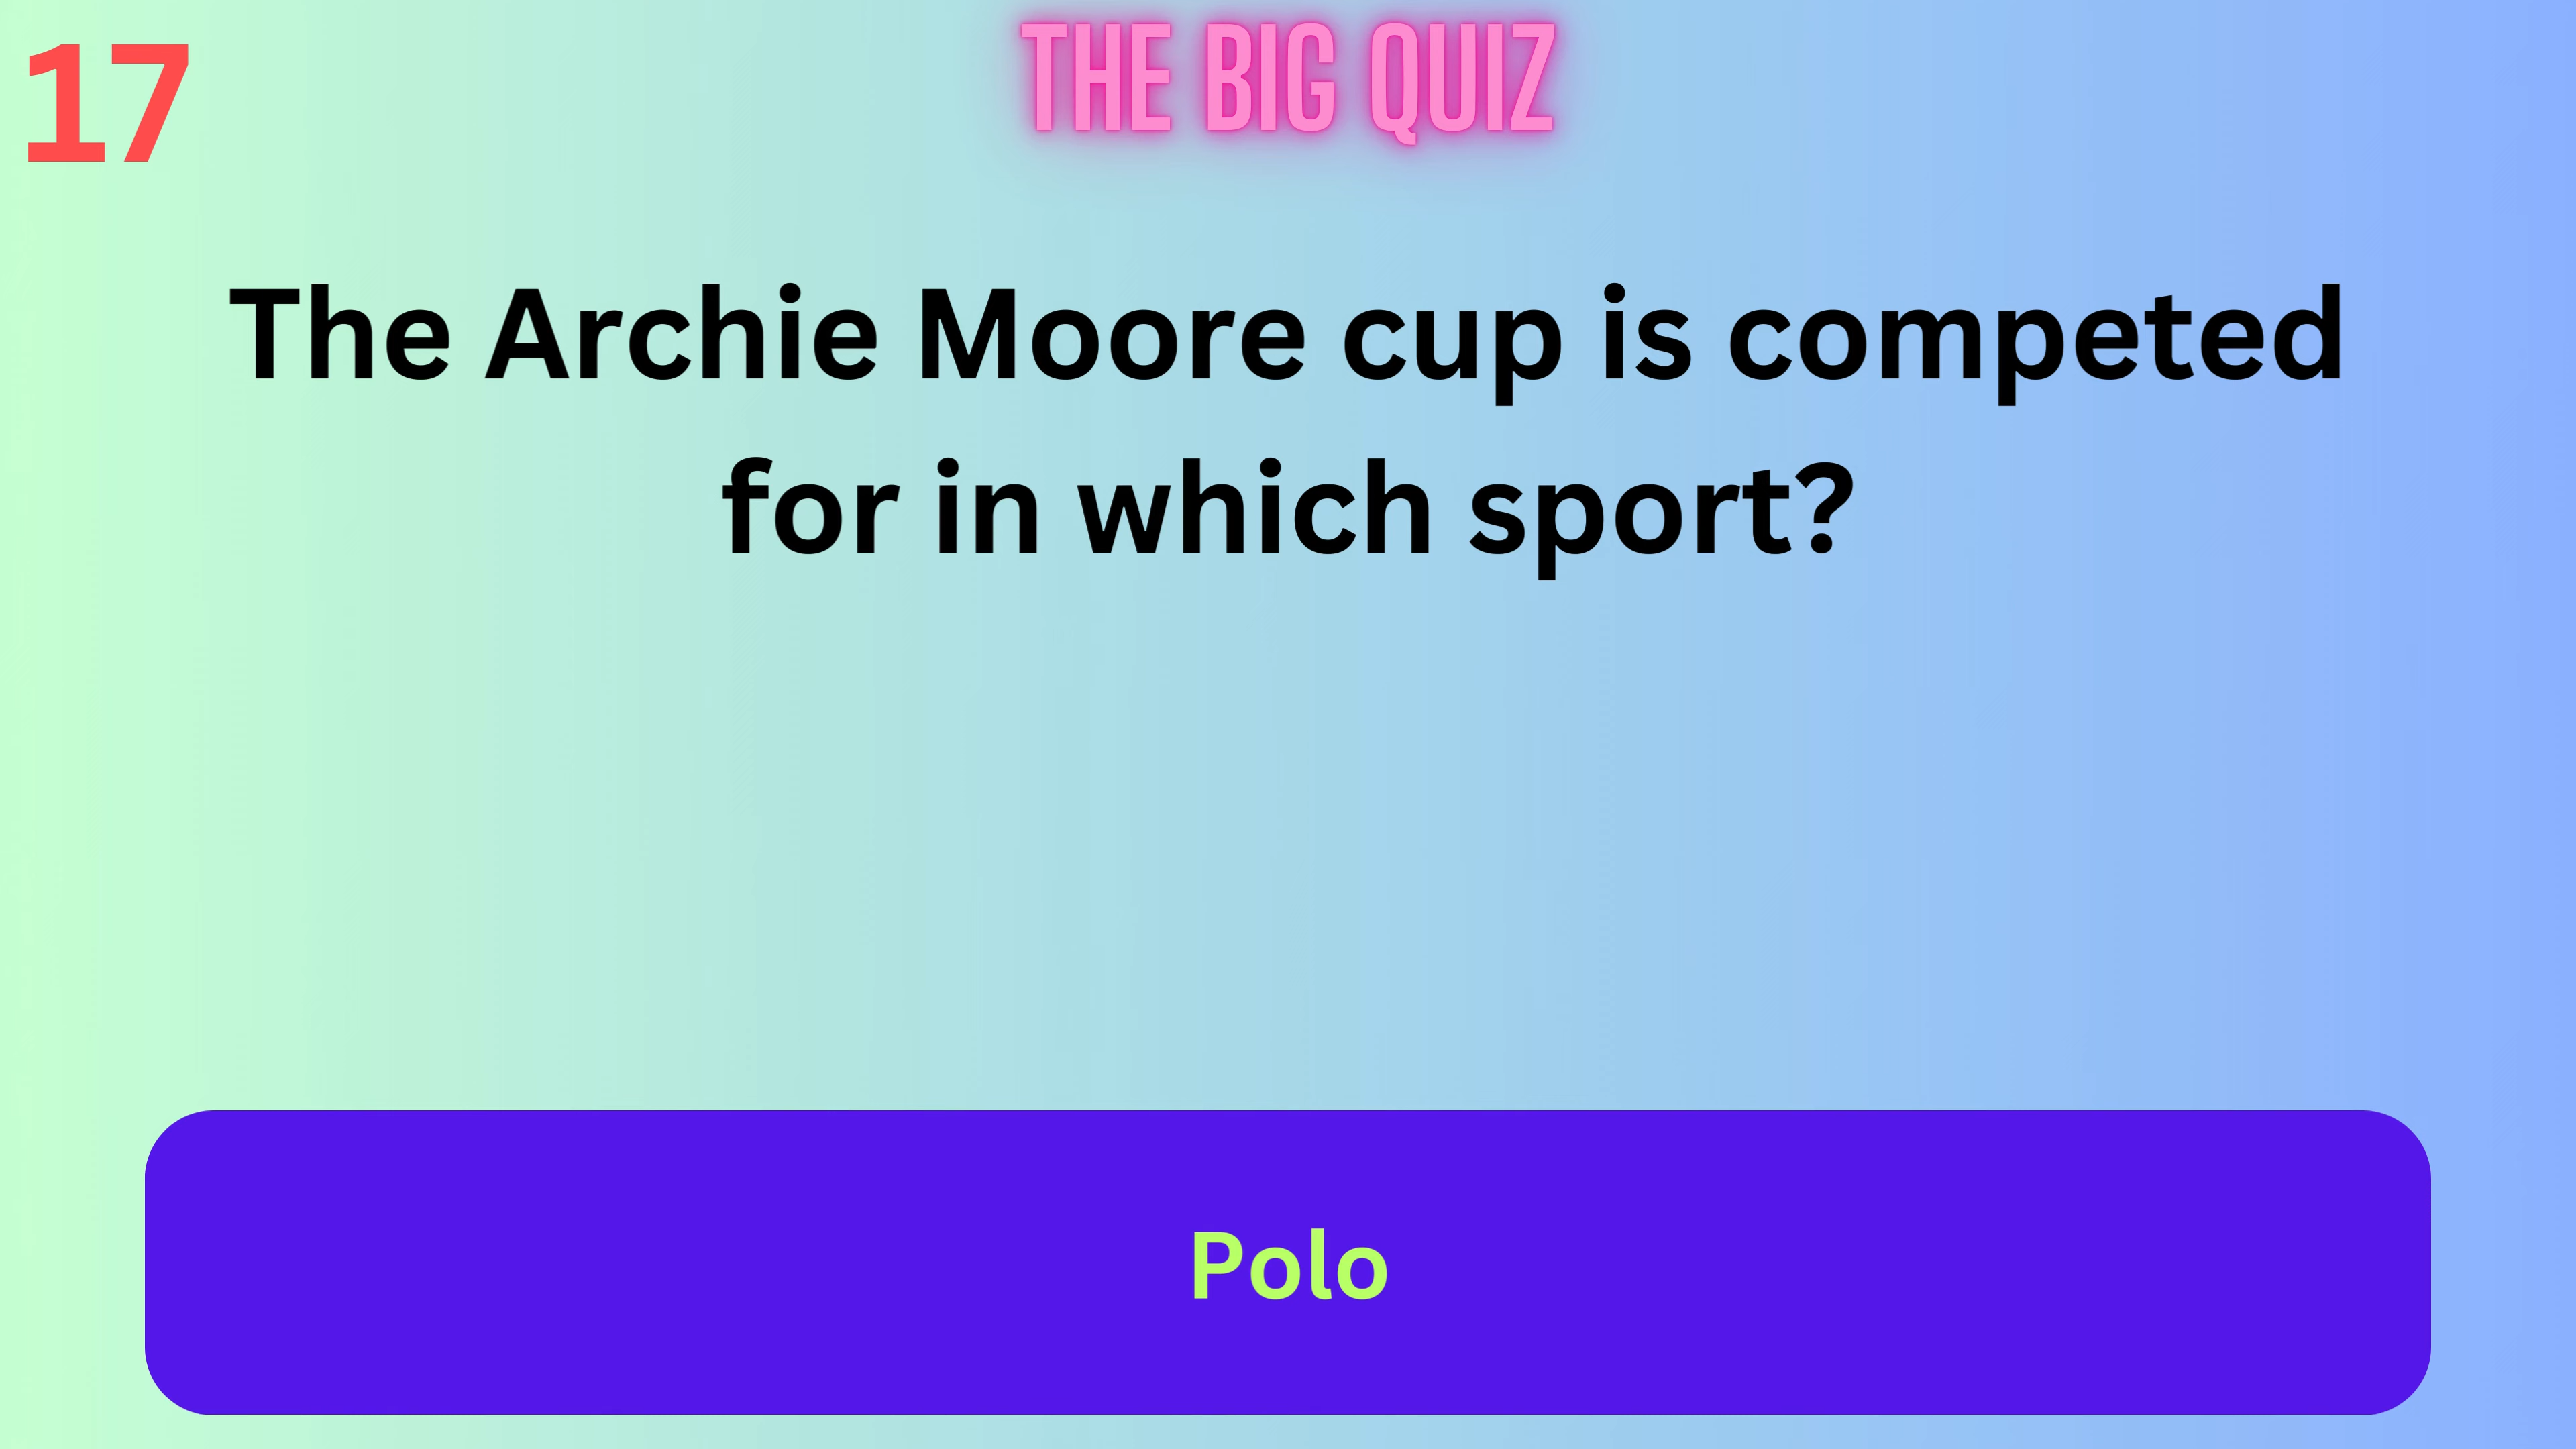 17
THE BIG QUIZ
The Archie Moore cup is competed
for in which sport?
Polo